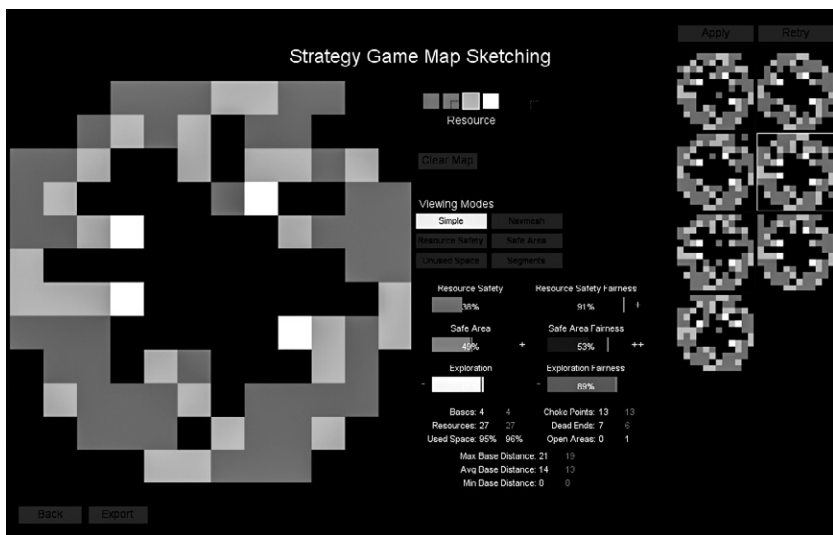 Apply Retry
Strategy Game Map Sketching
Resource
Clear Map
Viewing Modes
Simple Navmesh
Resource Safety Safe Area
Unused Space Segments
Resource Safety Resource Safety Fairness
38% 91% +
Safe Area Safe Area Fairness
49% + 53% ++
Exploration Exploration Fairness
- - 89%
Bases: 4 4 Choke Points: 13 13
Resources: 27 27 Dead Ends: 7 6
Used Space: 95% 96% Open Areas: 0 1
Max Base Distance: 21 19
Avg Base Distance: 14 13
Min Base Distance: 0 0
Back Export